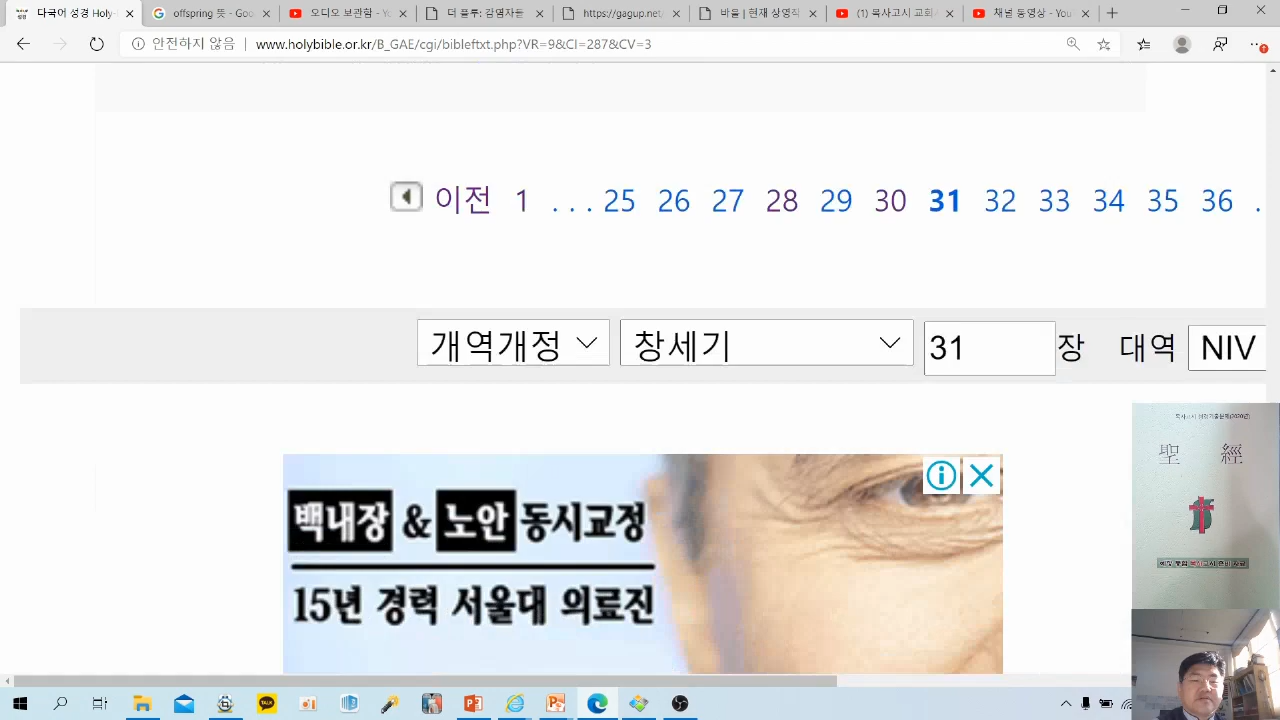 다국어 성경 Holy-
offspring 뜻 - Goo
오디오 보관함 - Yo
더 플루: 감염자들
https://gagup.net/
바울 | 현재 상영작
(1) 목사고시 교회
채널 동영상 - You
안전하지 않음
www.holybible.or.kr/B_GAE/cgi/bibleftxt.php?VR=9&CI=287&CV=3
이전 1 ... 25 26 27 28 29 30 31 32 33 34 35 36 .
개역개정 창세기 31 장 대역 NIV
백내장 & 노안 동시교정
15년 경력 서울대 의료진
聖 經
TALK